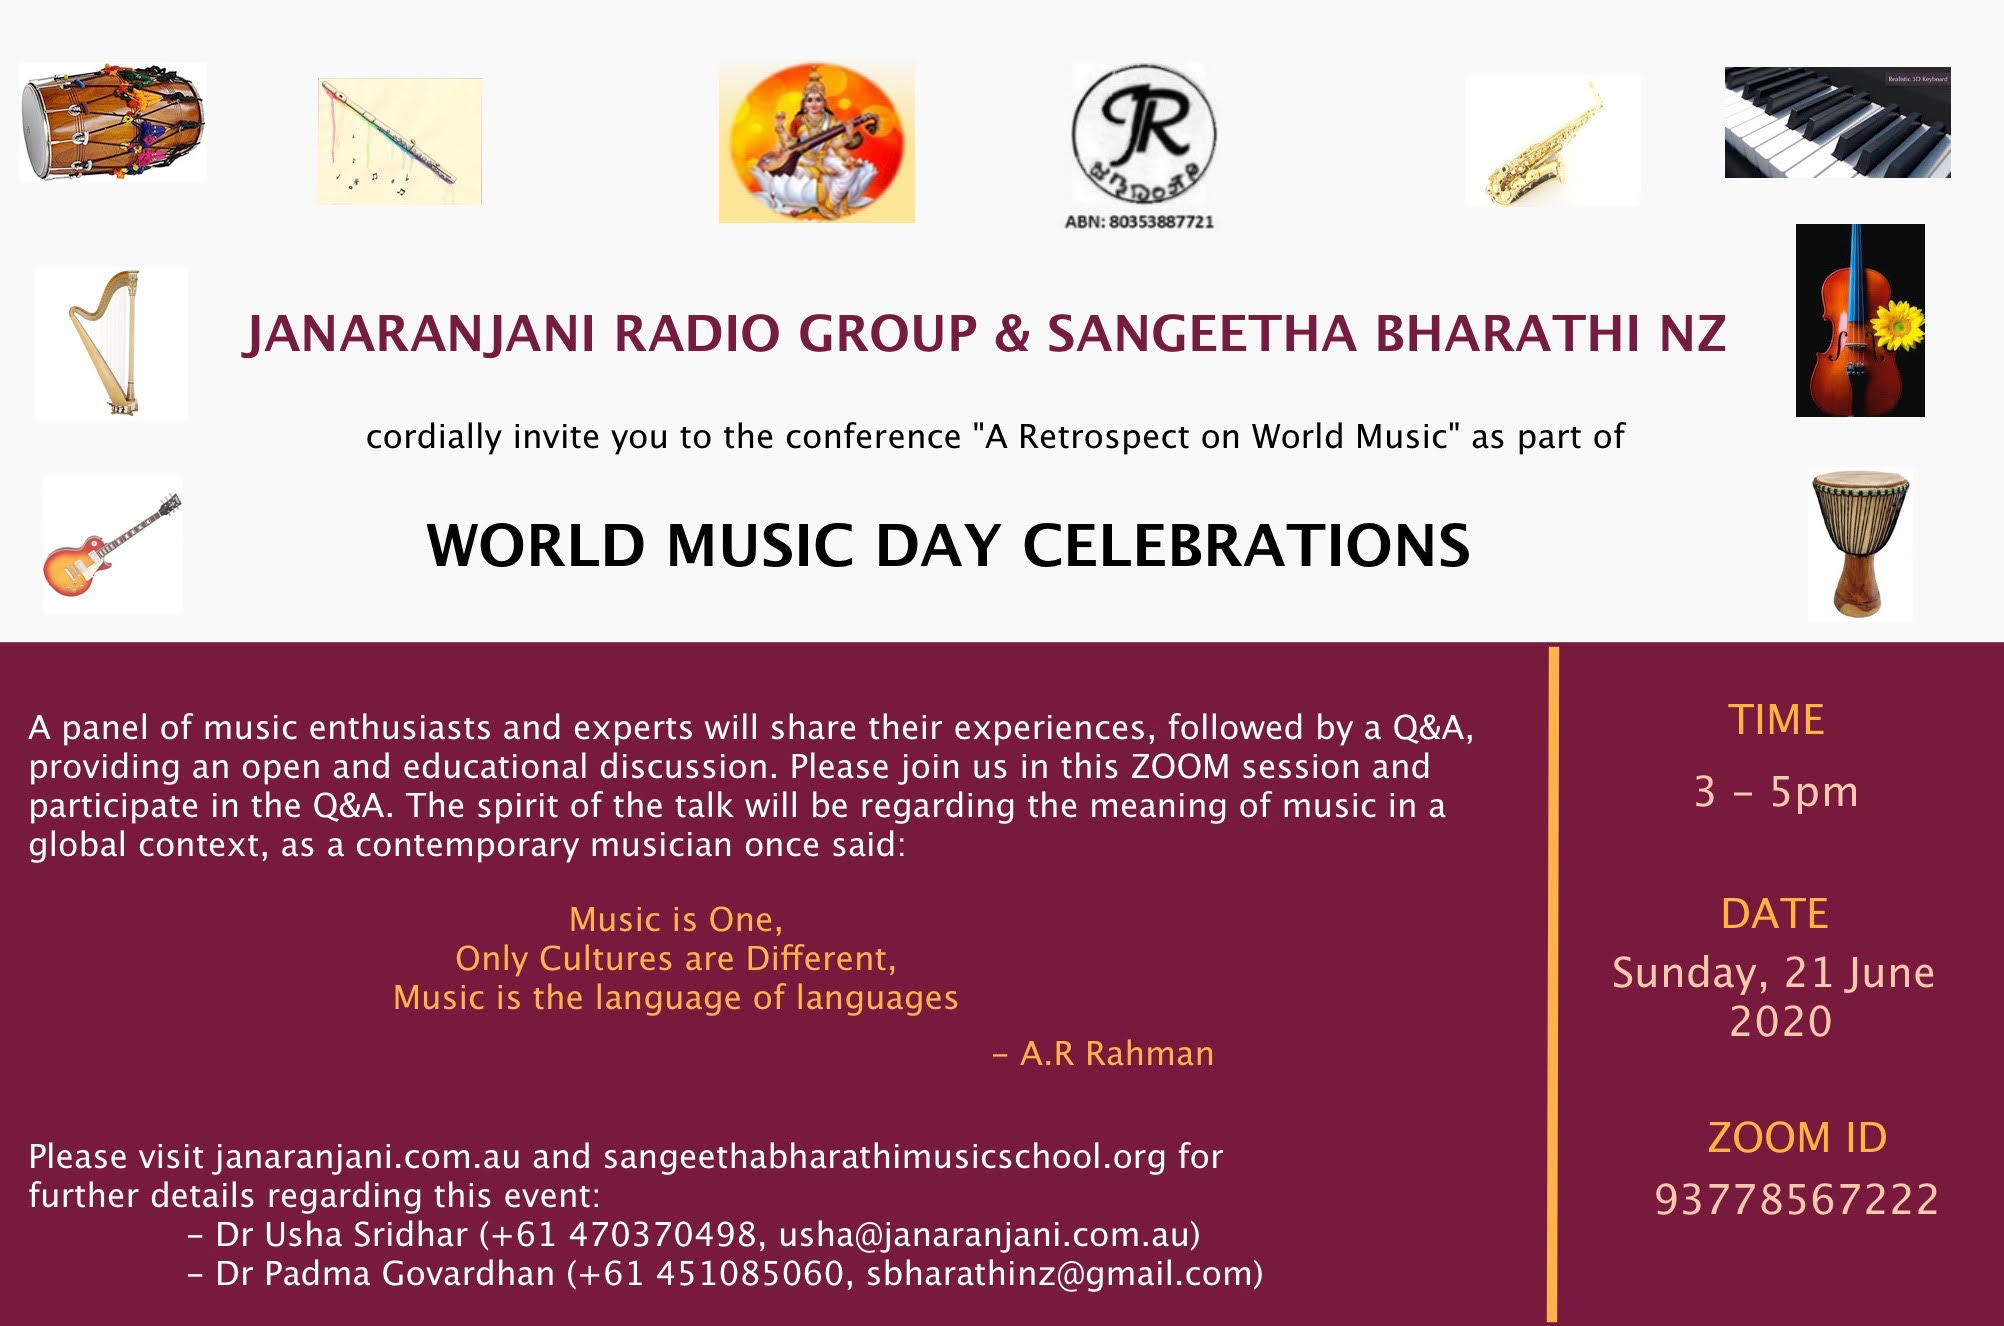 Realistic 3D Keyboard
JR
ಜನರಂಜನಿ
ABN: 80353887721
JANARANJANI RADIO GROUP & SANGEETHA BHARATHI NZ
cordially invite you to the conference "A Retrospect on World Music" as part of
WORLD MUSIC DAY CELEBRATIONS
A panel of music enthusiasts and experts will share their experiences, followed by a Q&A,
providing an open and educational discussion. Please join us in this ZOOM session and
participate in the Q&A. The spirit of the talk will be regarding the meaning of music in a
global context, as a contemporary musician once said:
Music is One,
Only Cultures are Different,
Music is the language of languages
– A.R Rahman
Please visit janaranjani.com.au and sangeethabharathimusicschool.org for
further details regarding this event:
– Dr Usha Sridhar (+61 470370498, usha@janaranjani.com.au)
– Dr Padma Govardhan (+61 451085060, sbharathinz@gmail.com)
TIME
3 – 5pm
DATE
Sunday, 21 June
2020
ZOOM ID
93778567222